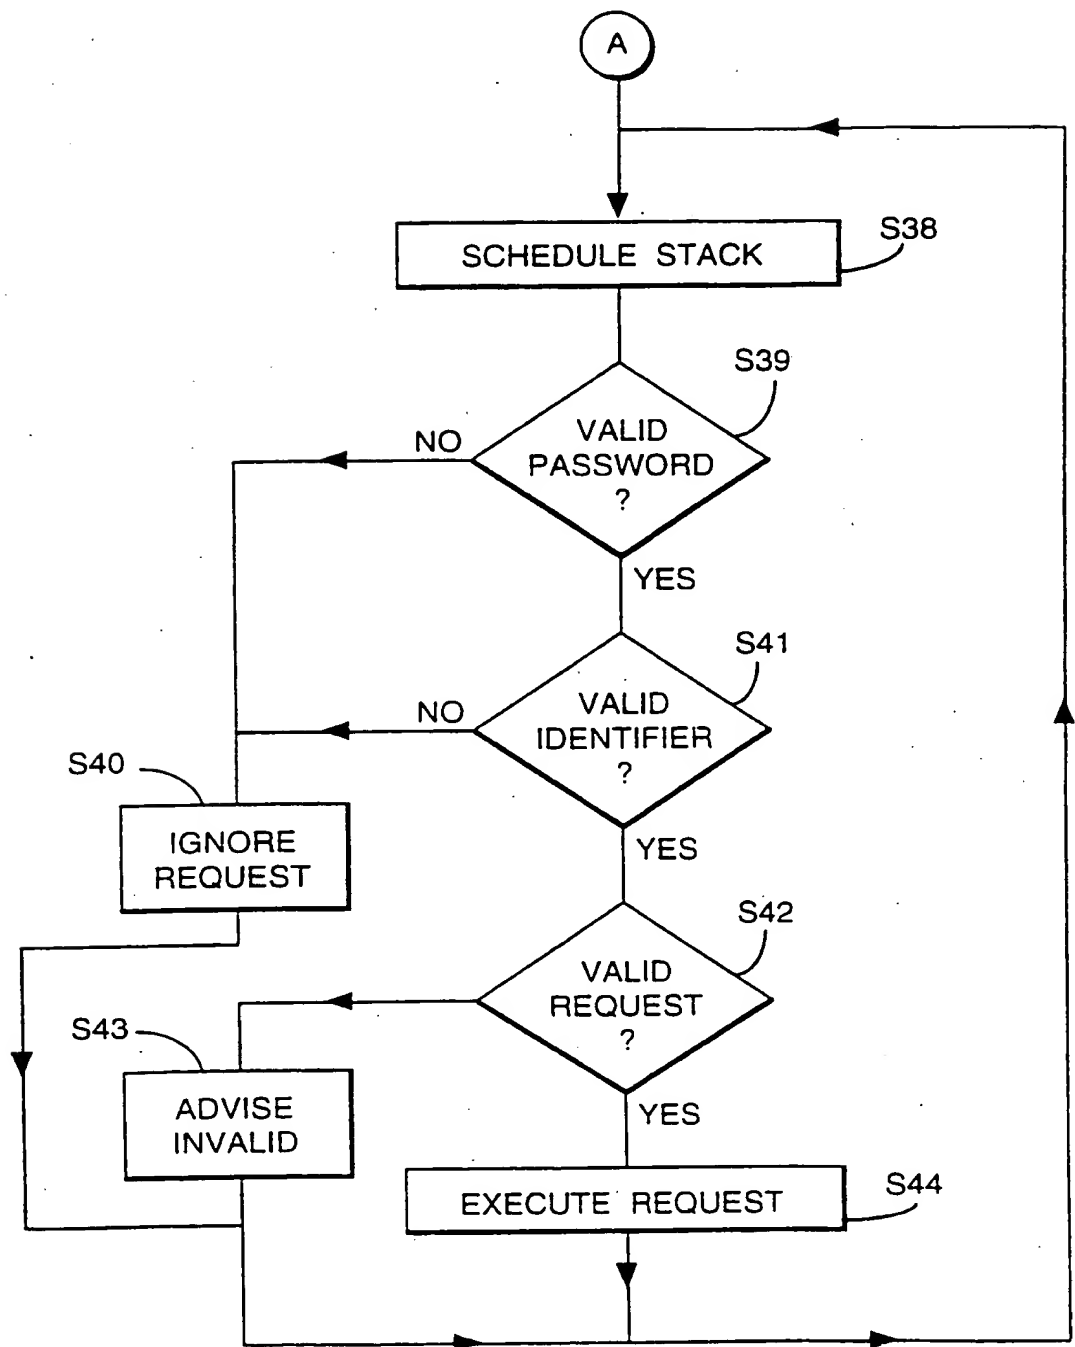 A
SCHEDULE STACK
S38
S39
VALID
PASSWORD
?
NO
YES
S41
VALID
IDENTIFIER
?
NO
YES
S40
IGNORE
REQUEST
S42
VALID
REQUEST
?
YES
S43
ADVISE
INVALID
EXECUTE REQUEST
S44